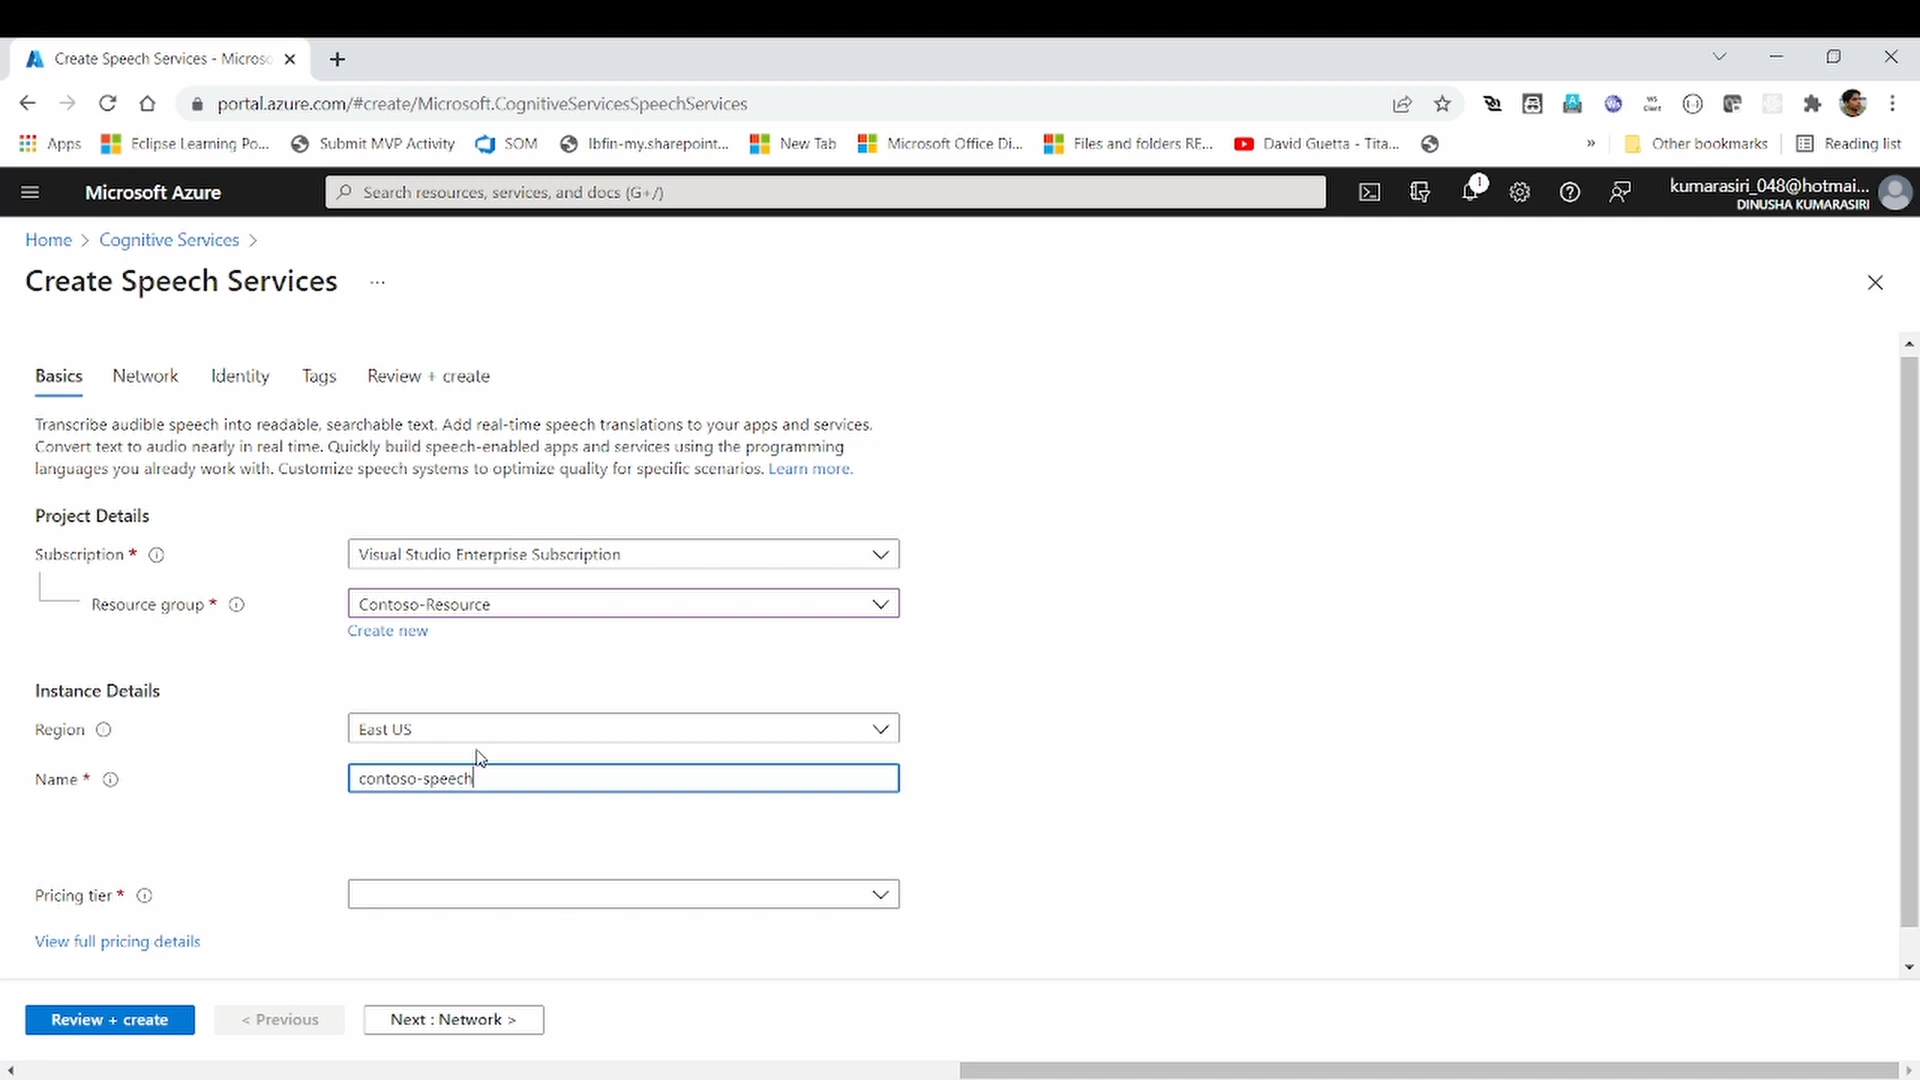 Create Speech Services - Microso
portal.azure.com/#create/Microsoft.CognitiveServicesSpeechServices
Apps Eclipse Learning Po... Submit MVP Activity SOM lbfin-my.sharepoint... New Tab Microsoft Office Di... Files and folders RE... David Guetta - Tita... » Other bookmarks Reading list
Microsoft Azure Search resources, services, and docs (G+/) 1 kumarasiri_048@hotmai...
DINUSHA KUMARASIRI
Home > Cognitive Services >
Create Speech Services ...
Basics Network Identity Tags Review + create
Transcribe audible speech into readable, searchable text. Add real-time speech translations to your apps and services.
Convert text to audio nearly in real time. Quickly build speech-enabled apps and services using the programming
languages you already work with. Customize speech systems to optimize quality for specific scenarios. Learn more.
Project Details
Subscription * Visual Studio Enterprise Subscription
Resource group * Contoso-Resource
Create new
Instance Details
Region East US
Name * contoso-speech
Pricing tier *
View full pricing details
Review + create < Previous Next : Network >